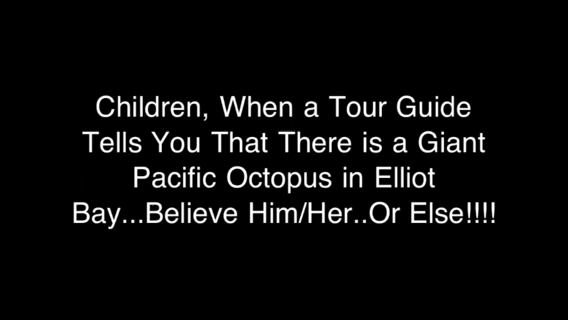 Children, When a Tour Guide
Tells You That There is a Giant
Pacific Octopus in Elliot
Bay...Believe Him/Her..Or Else!!!!